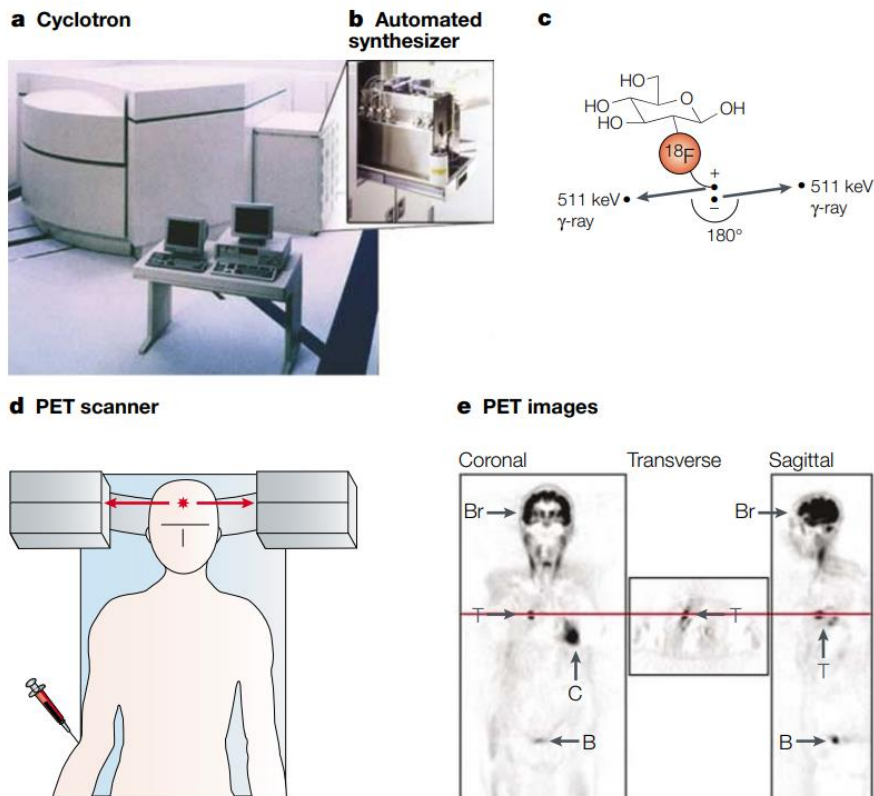 a Cyclotron
b Automated
synthesizer
c
HO
HO
HO
O
OH
18F
+
–
511 keV
γ-ray
511 keV
γ-ray
180°
d PET scanner
e PET images
Coronal
Transverse
Sagittal
Br
Br
T
T
T
C
B
B